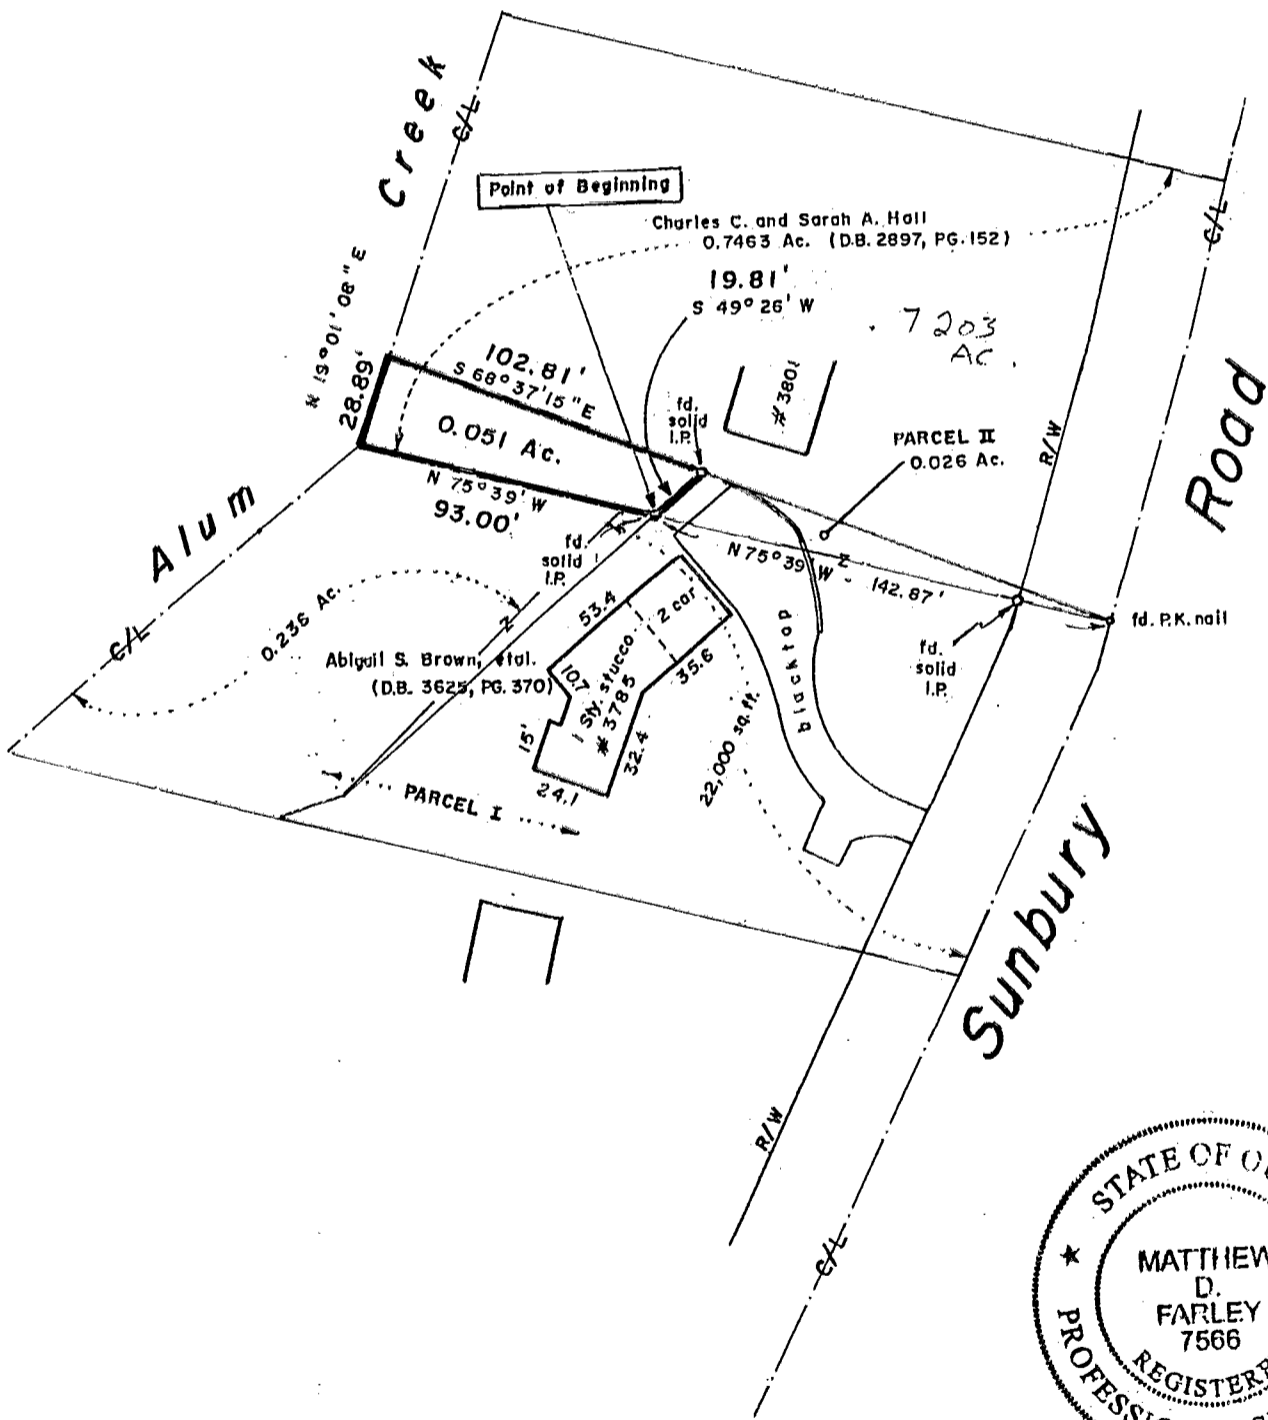 Creek
C/L
Point of Beginning
Charles C. and Sarah A. Hall
0.7463 Ac. (D.B. 2897, PG. 152)
C/L
19.81'
S 49° 26' W
.7203
AC.
N 19° 01' 08" E
28.89'
102.81'
S 68° 37' 15" E
fd.
solid
I.P.
# 3801
0.051 Ac.
PARCEL II
0.026 Ac.
R/W
Road
N 75° 39' W
93.00'
Alum
fd.
solid
I.P.
N 75° 39' W - 142.87'
Z
fd. P.K. nail
fd.
solid
I.P.
C/L
0.236 Ac.
Z
53.4
2 car
Abigail S. Brown, etal.
(D.B. 3625, PG. 370)
10.7
1 Sty. stucco
# 3785
35.6
15'
32.4
24.1
blacktop
22,000 sq. ft.
PARCEL I
Sunbury
R/W
C/L
STATE OF
MATTHEW
D.
FARLEY
7566